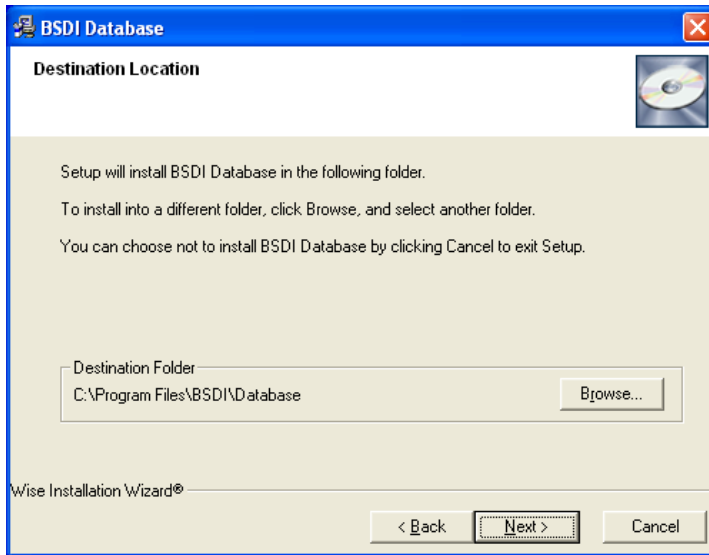 BSDI Database
Destination Location
Setup will install BSDI Database in the following folder.
To install into a different folder, click Browse, and select another folder.
You can choose not to install BSDI Database by clicking Cancel to exit Setup.
Destination Folder
C:\Program Files\BSDI\Database
Browse...
Wise Installation Wizard®
< Back
Next >
Cancel